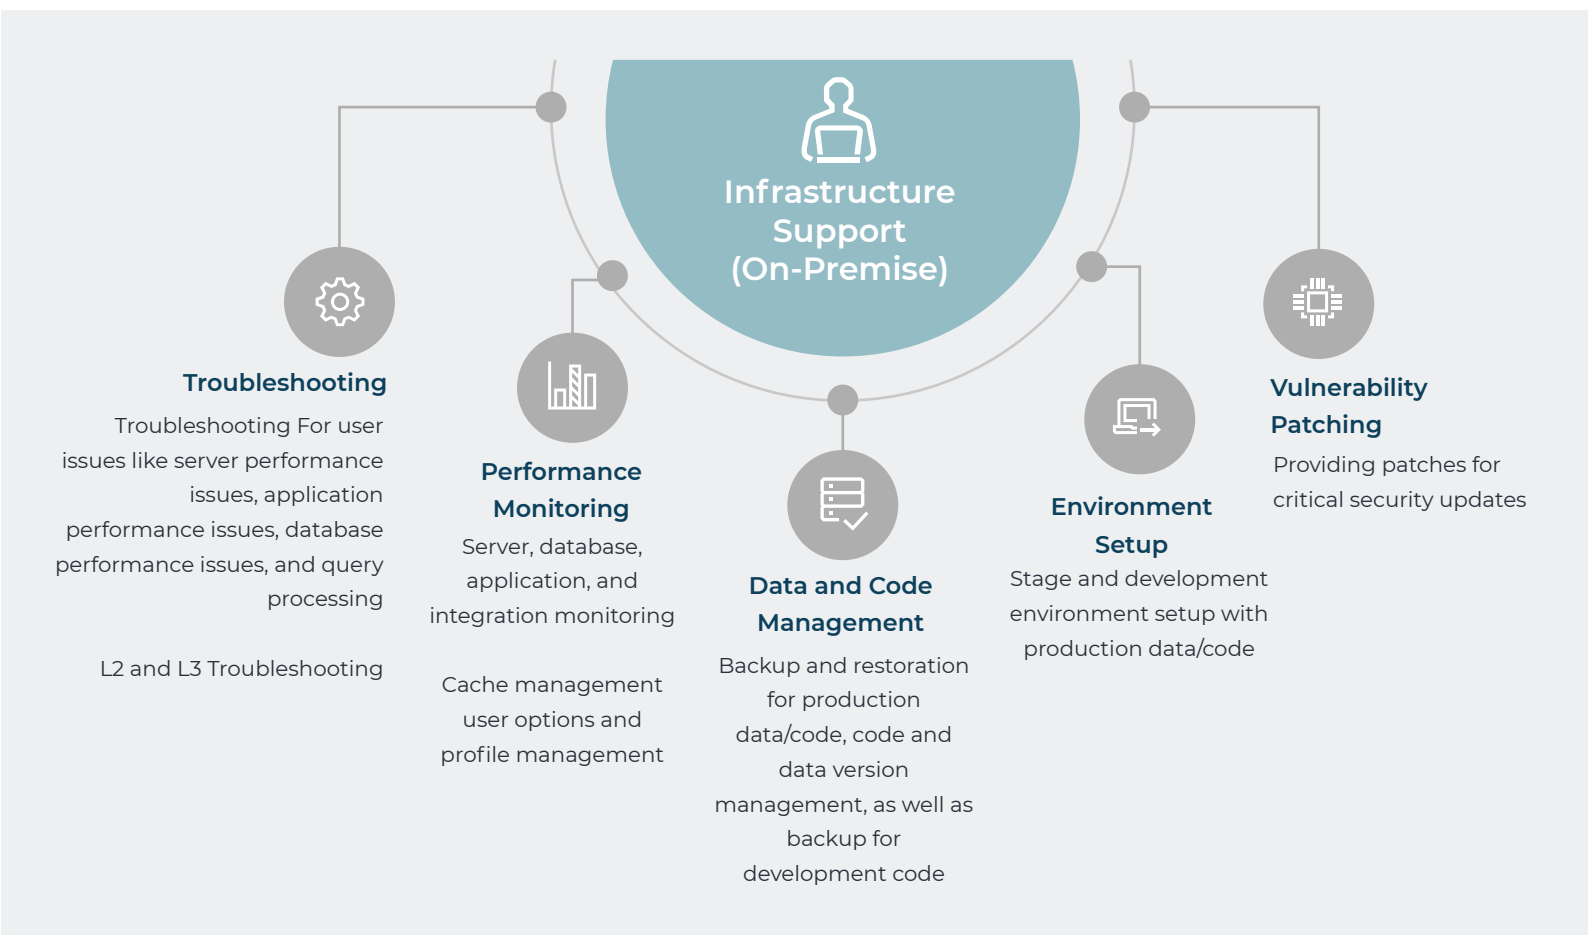 Infrastructure
Support
(On-Premise)
Troubleshooting
Troubleshooting For user
issues like server performance
issues, application
performance issues, database
performance issues, and query
processing
L2 and L3 Troubleshooting
Performance
Monitoring
Server, database,
application, and
integration monitoring
Cache management
user options and
profile management
Data and Code
Management
Backup and restoration
for production
data/code, code and
data version
management, as well as
backup for
development code
Environment
Setup
Stage and development
environment setup with
production data/code
Vulnerability
Patching
Providing patches for
critical security updates